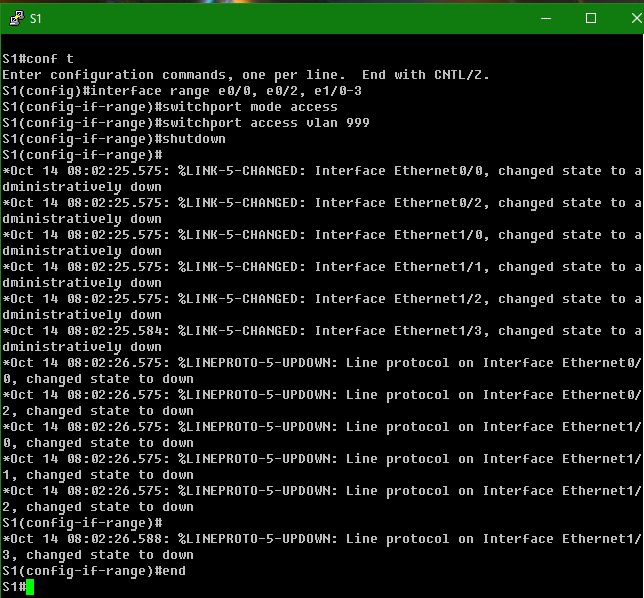 S1
S1#conf t
Enter configuration commands, one per line.  End with CNTL/Z.
S1(config)#interface range e0/0, e0/2, e1/0-3
S1(config-if-range)#switchport mode access
S1(config-if-range)#switchport access vlan 999
S1(config-if-range)#shutdown
S1(config-if-range)#
*Oct 14 08:02:25.575: %LINK-5-CHANGED: Interface Ethernet0/0, changed state to a
dministratively down
*Oct 14 08:02:25.575: %LINK-5-CHANGED: Interface Ethernet0/2, changed state to a
dministratively down
*Oct 14 08:02:25.575: %LINK-5-CHANGED: Interface Ethernet1/0, changed state to a
dministratively down
*Oct 14 08:02:25.575: %LINK-5-CHANGED: Interface Ethernet1/1, changed state to a
dministratively down
*Oct 14 08:02:25.575: %LINK-5-CHANGED: Interface Ethernet1/2, changed state to a
dministratively down
*Oct 14 08:02:25.584: %LINK-5-CHANGED: Interface Ethernet1/3, changed state to a
dministratively down
*Oct 14 08:02:26.575: %LINEPROTO-5-UPDOWN: Line protocol on Interface Ethernet0/
0, changed state to down
*Oct 14 08:02:26.575: %LINEPROTO-5-UPDOWN: Line protocol on Interface Ethernet0/
2, changed state to down
*Oct 14 08:02:26.575: %LINEPROTO-5-UPDOWN: Line protocol on Interface Ethernet1/
0, changed state to down
*Oct 14 08:02:26.575: %LINEPROTO-5-UPDOWN: Line protocol on Interface Ethernet1/
1, changed state to down
*Oct 14 08:02:26.575: %LINEPROTO-5-UPDOWN: Line protocol on Interface Ethernet1/
2, changed state to down
S1(config-if-range)#
*Oct 14 08:02:26.588: %LINEPROTO-5-UPDOWN: Line protocol on Interface Ethernet1/
3, changed state to down
S1(config-if-range)#end
S1#